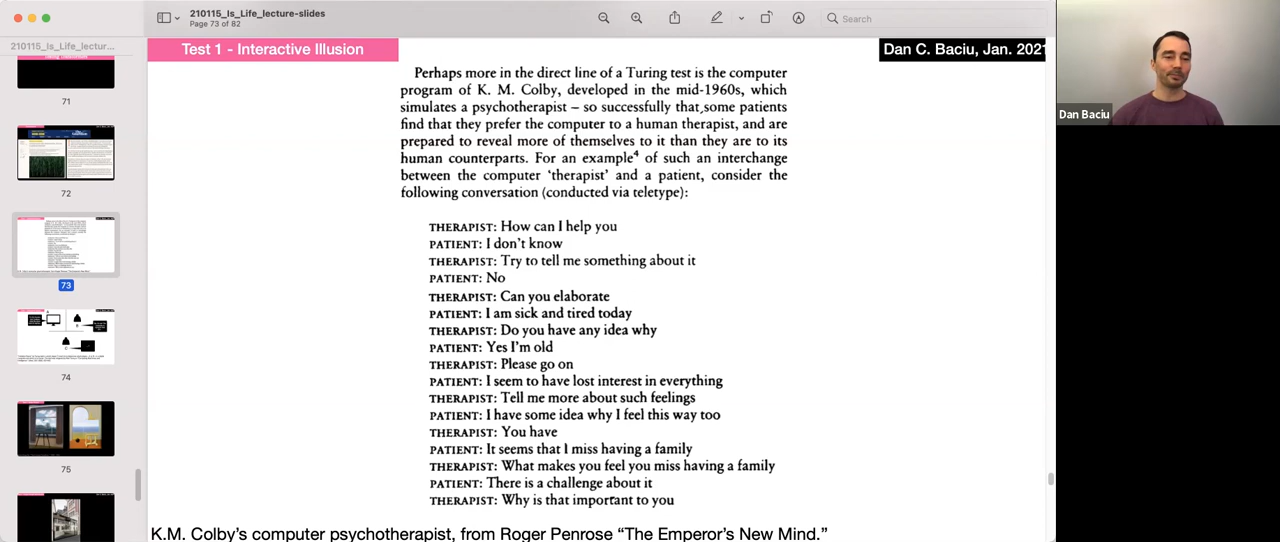 210115_Is_Life_lecture-slides
Page 73 of 82
Search
210115_Is_Life_lectur...
71
72
73
74
75
Test 1 - Interactive Illusion
Dan C. Baciu, Jan. 2021
Perhaps more in the direct line of a Turing test is the computer
program of K. M. Colby, developed in the mid-1960s, which
simulates a psychotherapist – so successfully that some patients
find that they prefer the computer to a human therapist, and are
prepared to reveal more of themselves to it than they are to its
human counterparts. For an example⁴ of such an interchange
between the computer ‘therapist’ and a patient, consider the
following conversation (conducted via teletype):
THERAPIST: How can I help you
PATIENT: I don’t know
THERAPIST: Try to tell me something about it
PATIENT: No
THERAPIST: Can you elaborate
PATIENT: I am sick and tired today
THERAPIST: Do you have any idea why
PATIENT: Yes I’m old
THERAPIST: Please go on
PATIENT: I seem to have lost interest in everything
THERAPIST: Tell me more about such feelings
PATIENT: I have some idea why I feel this way too
THERAPIST: You have
PATIENT: It seems that I miss having a family
THERAPIST: What makes you feel you miss having a family
PATIENT: There is a challenge about it
THERAPIST: Why is that important to you
K.M. Colby’s computer psychotherapist, from Roger Penrose “The Emperor’s New Mind.”
Dan Baciu